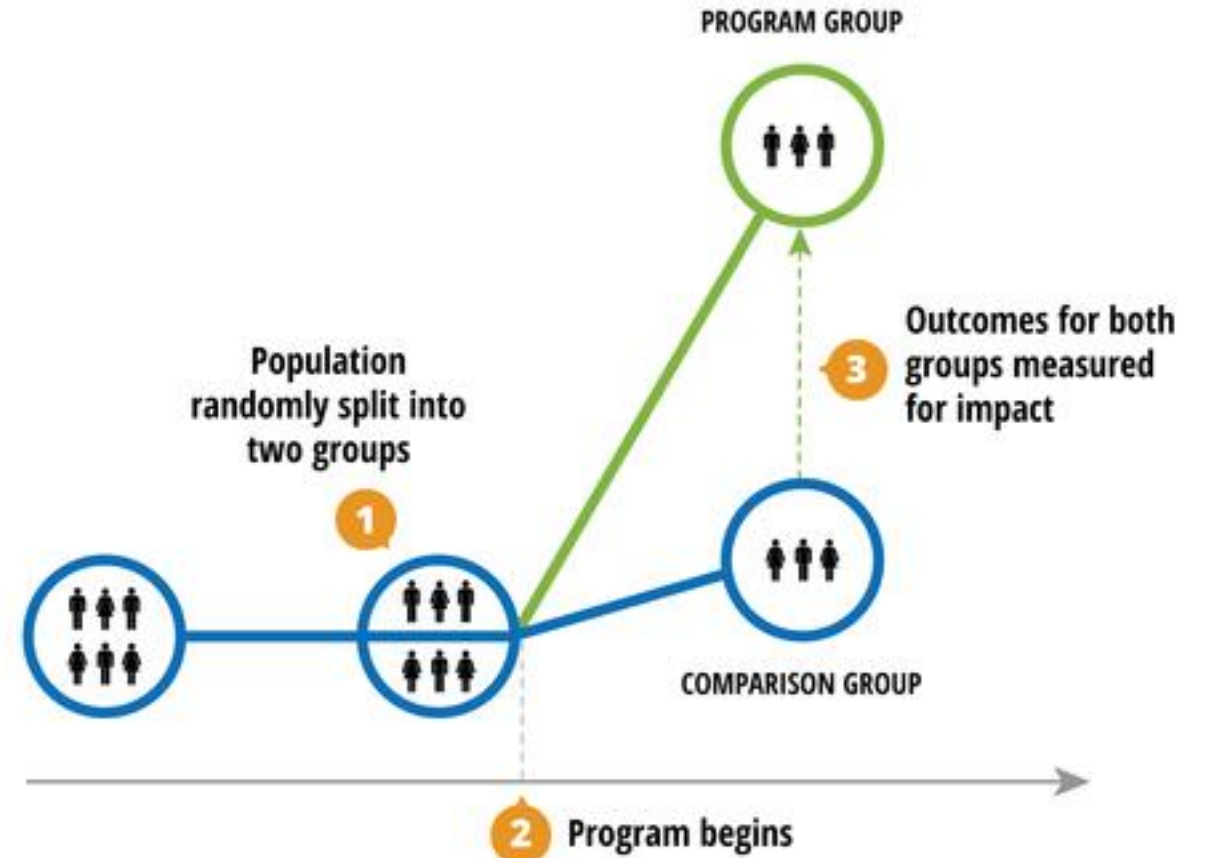 PROGRAM GROUP
Population
randomly split into
two groups
1
3
Outcomes for both
groups measured
for impact
COMPARISON GROUP
2
Program begins